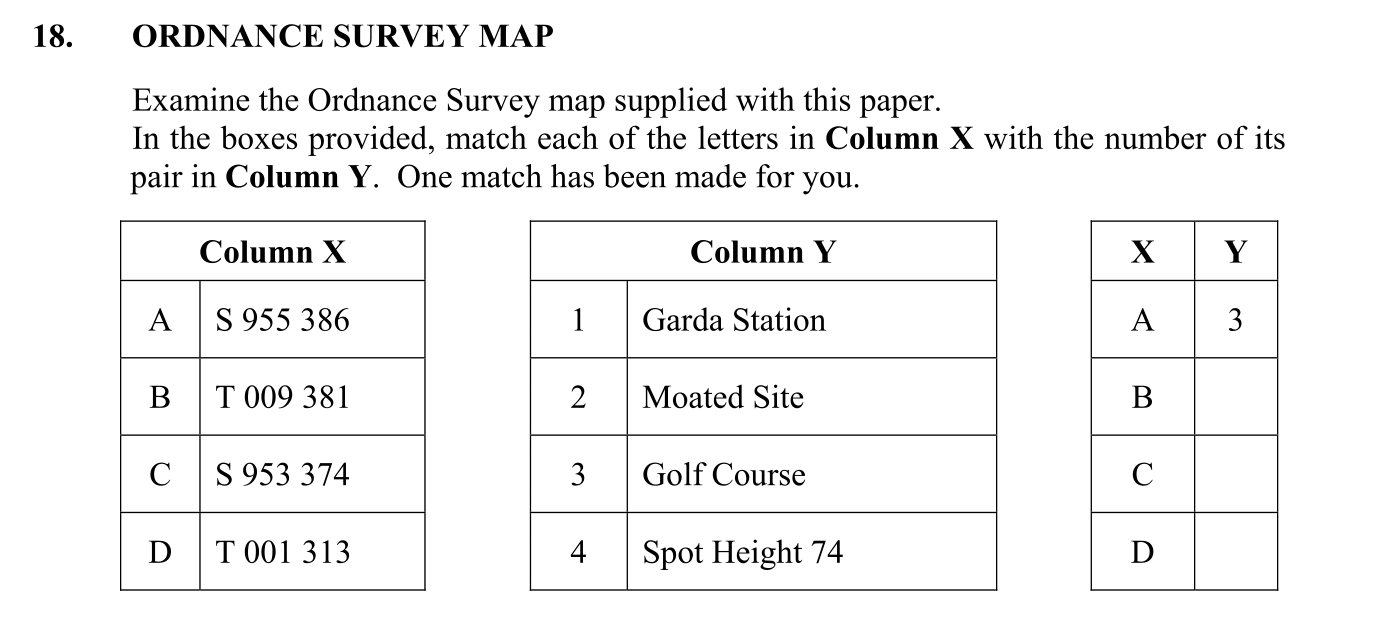 18. ORDNANCE SURVEY MAP
Examine the Ordnance Survey map supplied with this paper.
In the boxes provided, match each of the letters in Column X with the number of its
pair in Column Y. One match has been made for you.
Column X Column Y X Y
A S 955 386 1 Garda Station A 3
B T 009 381 2 Moated Site B
C S 953 374 3 Golf Course C
D T 001 313 4 Spot Height 74 D